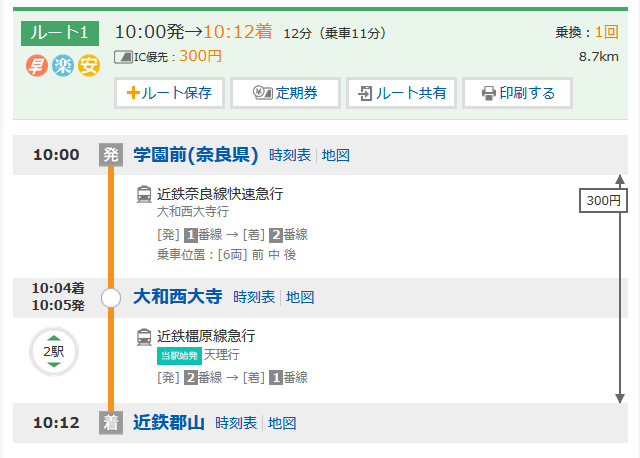 ルート1
10:00発→10:12着 12分（乗車11分）
乗換：1回
早 楽 安
IC優先：300円
8.7km
ルート保存
定期券
ルート共有
印刷する
10:00 発 学園前(奈良県) 時刻表 地図
近鉄奈良線快速急行
大和西大寺行
[発] 1番線 → [着] 2番線
乗車位置：[6両] 前 中 後
300円
10:04着
10:05発
大和西大寺 時刻表 地図
近鉄橿原線急行
当駅始発 天理行
[発] 2番線 → [着] 1番線
2駅
10:12 着 近鉄郡山 時刻表 地図